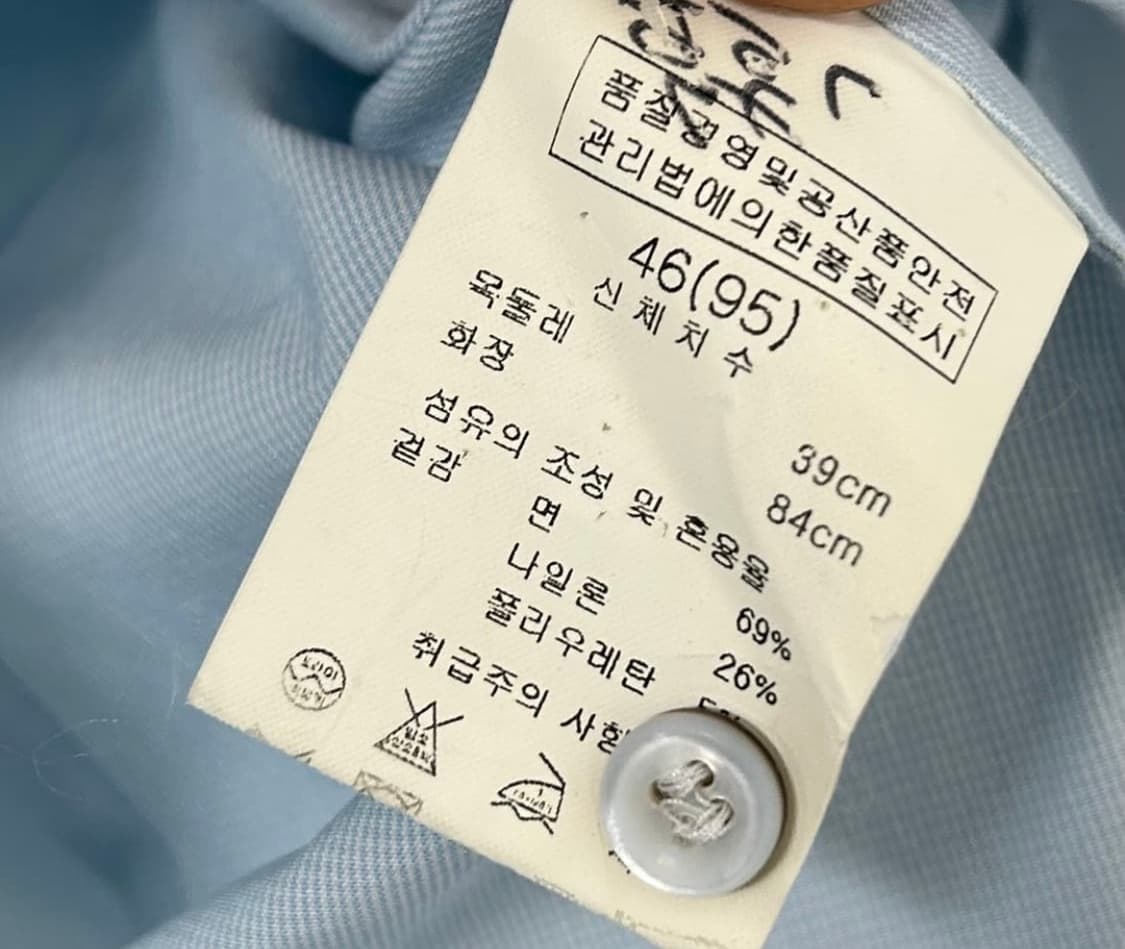 품질경영및공산품안전
관리법에의한품질표시
46(95)
신체치수
목둘레 39cm
화장 84cm
섬유의 조성 및 혼용율
겉감
면 69%
나일론 26%
폴리우레탄
취급주의 사항
드라이